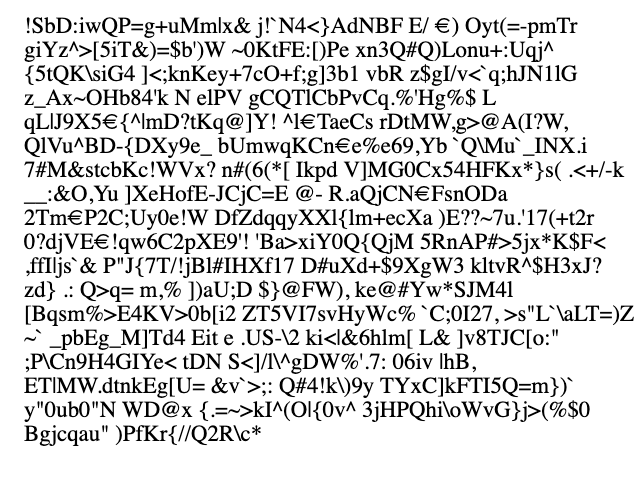 !SbD:iwQP=g+uMm|x& j!`N4<}AdNBF E/ €) Oyt(=-pmTr
giYz^>[5iT&)=$b')W ~0KtFE:[)Pe xn3Q#Q)Lonu+:Uqj^
{5tQK\siG4 ]<;knKey+7cO+f;g]3b1 vbR z$gI/v<`q;hJN1lG
z_Ax~OHb84'k N elPV gCQTlCbPvCq.%'Hg%$ L
qL|J9X5€{^|mD?tKq@]Y! ^l€TaeCs rDtMW,g>@A(I?W,
QlVu^BD-{DXy9e_ bUmwqKCn€e%e69,Yb `Q\Mu`_INX.i
7#M&stcbKc!WVx? n#(6(*[ Ikpd V]MG0Cx54HFKx*}s( .<+/-k
__:&O,Yu ]XeHofE-JCjC=E @- R.aQjCN€FsnODa
2Tm€P2C;Uy0e!W DfZdqqyXXl{lm+ecXa )E??~7u.'17(+t2r
0?djVE€!qw6C2pXE9'! 'Ba>xiY0Q{QjM 5RnAP#>5jx*K$F<
,ffI|js`& P"J{7T/!jBl#IHXf17 D#uXd+$9XgW3 kltvR^$H3xJ?
zd} .: Q>q= m,% ])aU;D $}@FW), ke@#Yw*SJM4l
[Bqsm%>E4KV>0b[i2 ZT5VI7svHyWc% `C;0I27, >s"L`\aLT=)Z
~` _pbEg_M]Td4 Eit e .US-\2 ki<|&6hlm[ L& ]v8TJC[o:"
;P\Cn9H4GIYe< tDN S<]/l\^gDW%'.7: 06iv |hB,
ET|MW.dtnkEg[U= &v`>;: Q#4!k\)9y TYxC]kFTI5Q=m})`
y"0ub0"N WD@x {.=~>kI^(O|{0v^ 3jHPQhi\oWvG}j>(%$0
Bgjcqau" )PfKr{//Q2R\c*